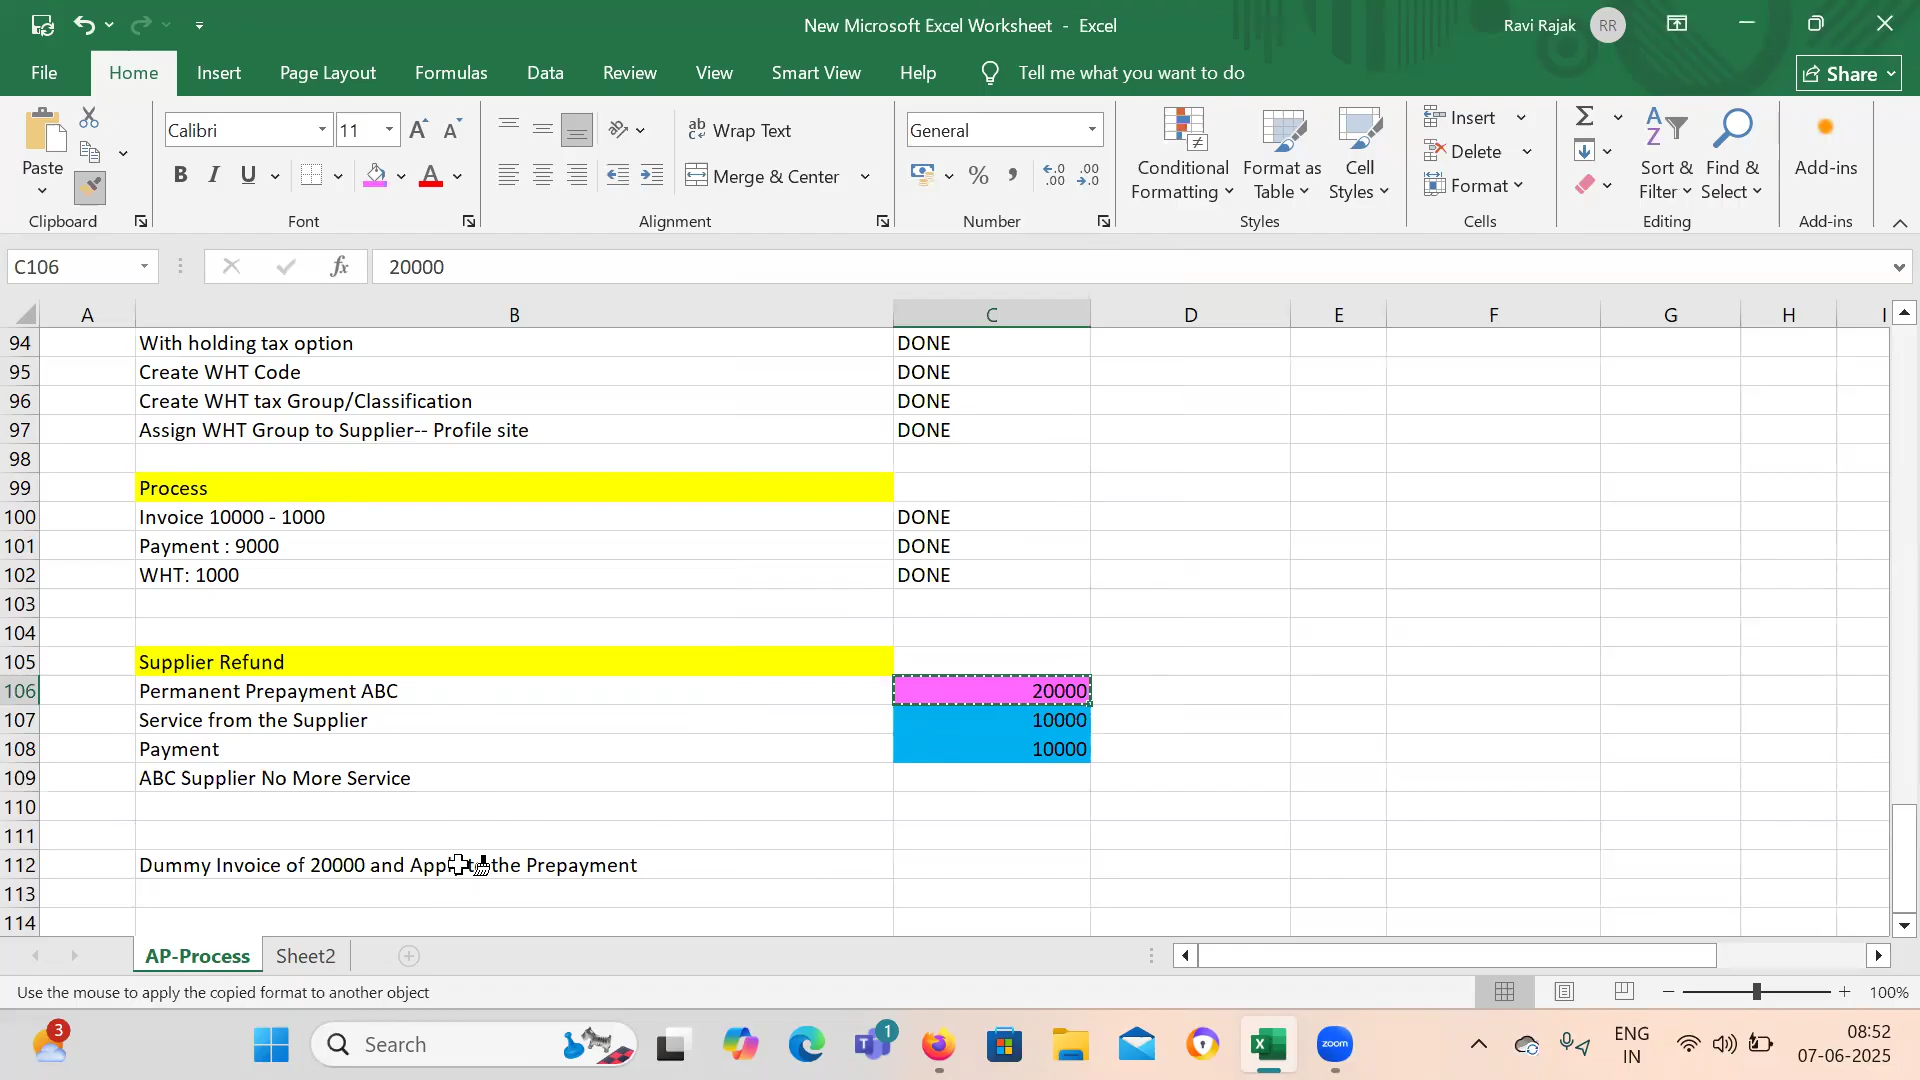 New Microsoft Excel Worksheet - Excel
Ravi Rajak RR
File Home Insert Page Layout Formulas Data Review View Smart View Help Tell me what you want to do Share
Paste
Clipboard
Calibri 11
B I U
Font
Wrap Text
Merge & Center
Alignment
General
Number
Conditional Formatting
Format as Table
Cell Styles
Styles
Insert
Delete
Format
Cells
Sort & Filter
Find & Select
Editing
Add-ins
Add-ins
C106 fx 20000
A B C D E F G H I
94 With holding tax option DONE
95 Create WHT Code DONE
96 Create WHT tax Group/Classification DONE
97 Assign WHT Group to Supplier-- Profile site DONE
98
99 Process
100 Invoice 10000 - 1000 DONE
101 Payment : 9000 DONE
102 WHT: 1000 DONE
103
104
105 Supplier Refund
106 Permanent Prepayment ABC 20000
107 Service from the Supplier 10000
108 Payment 10000
109 ABC Supplier No More Service
110
111
112 Dummy Invoice of 20000 and the Prepayment
113
114
AP-Process Sheet2
Use the mouse to apply the copied format to another object 100%
3 Search 1 zoom ENG IN 08:52 07-06-2025